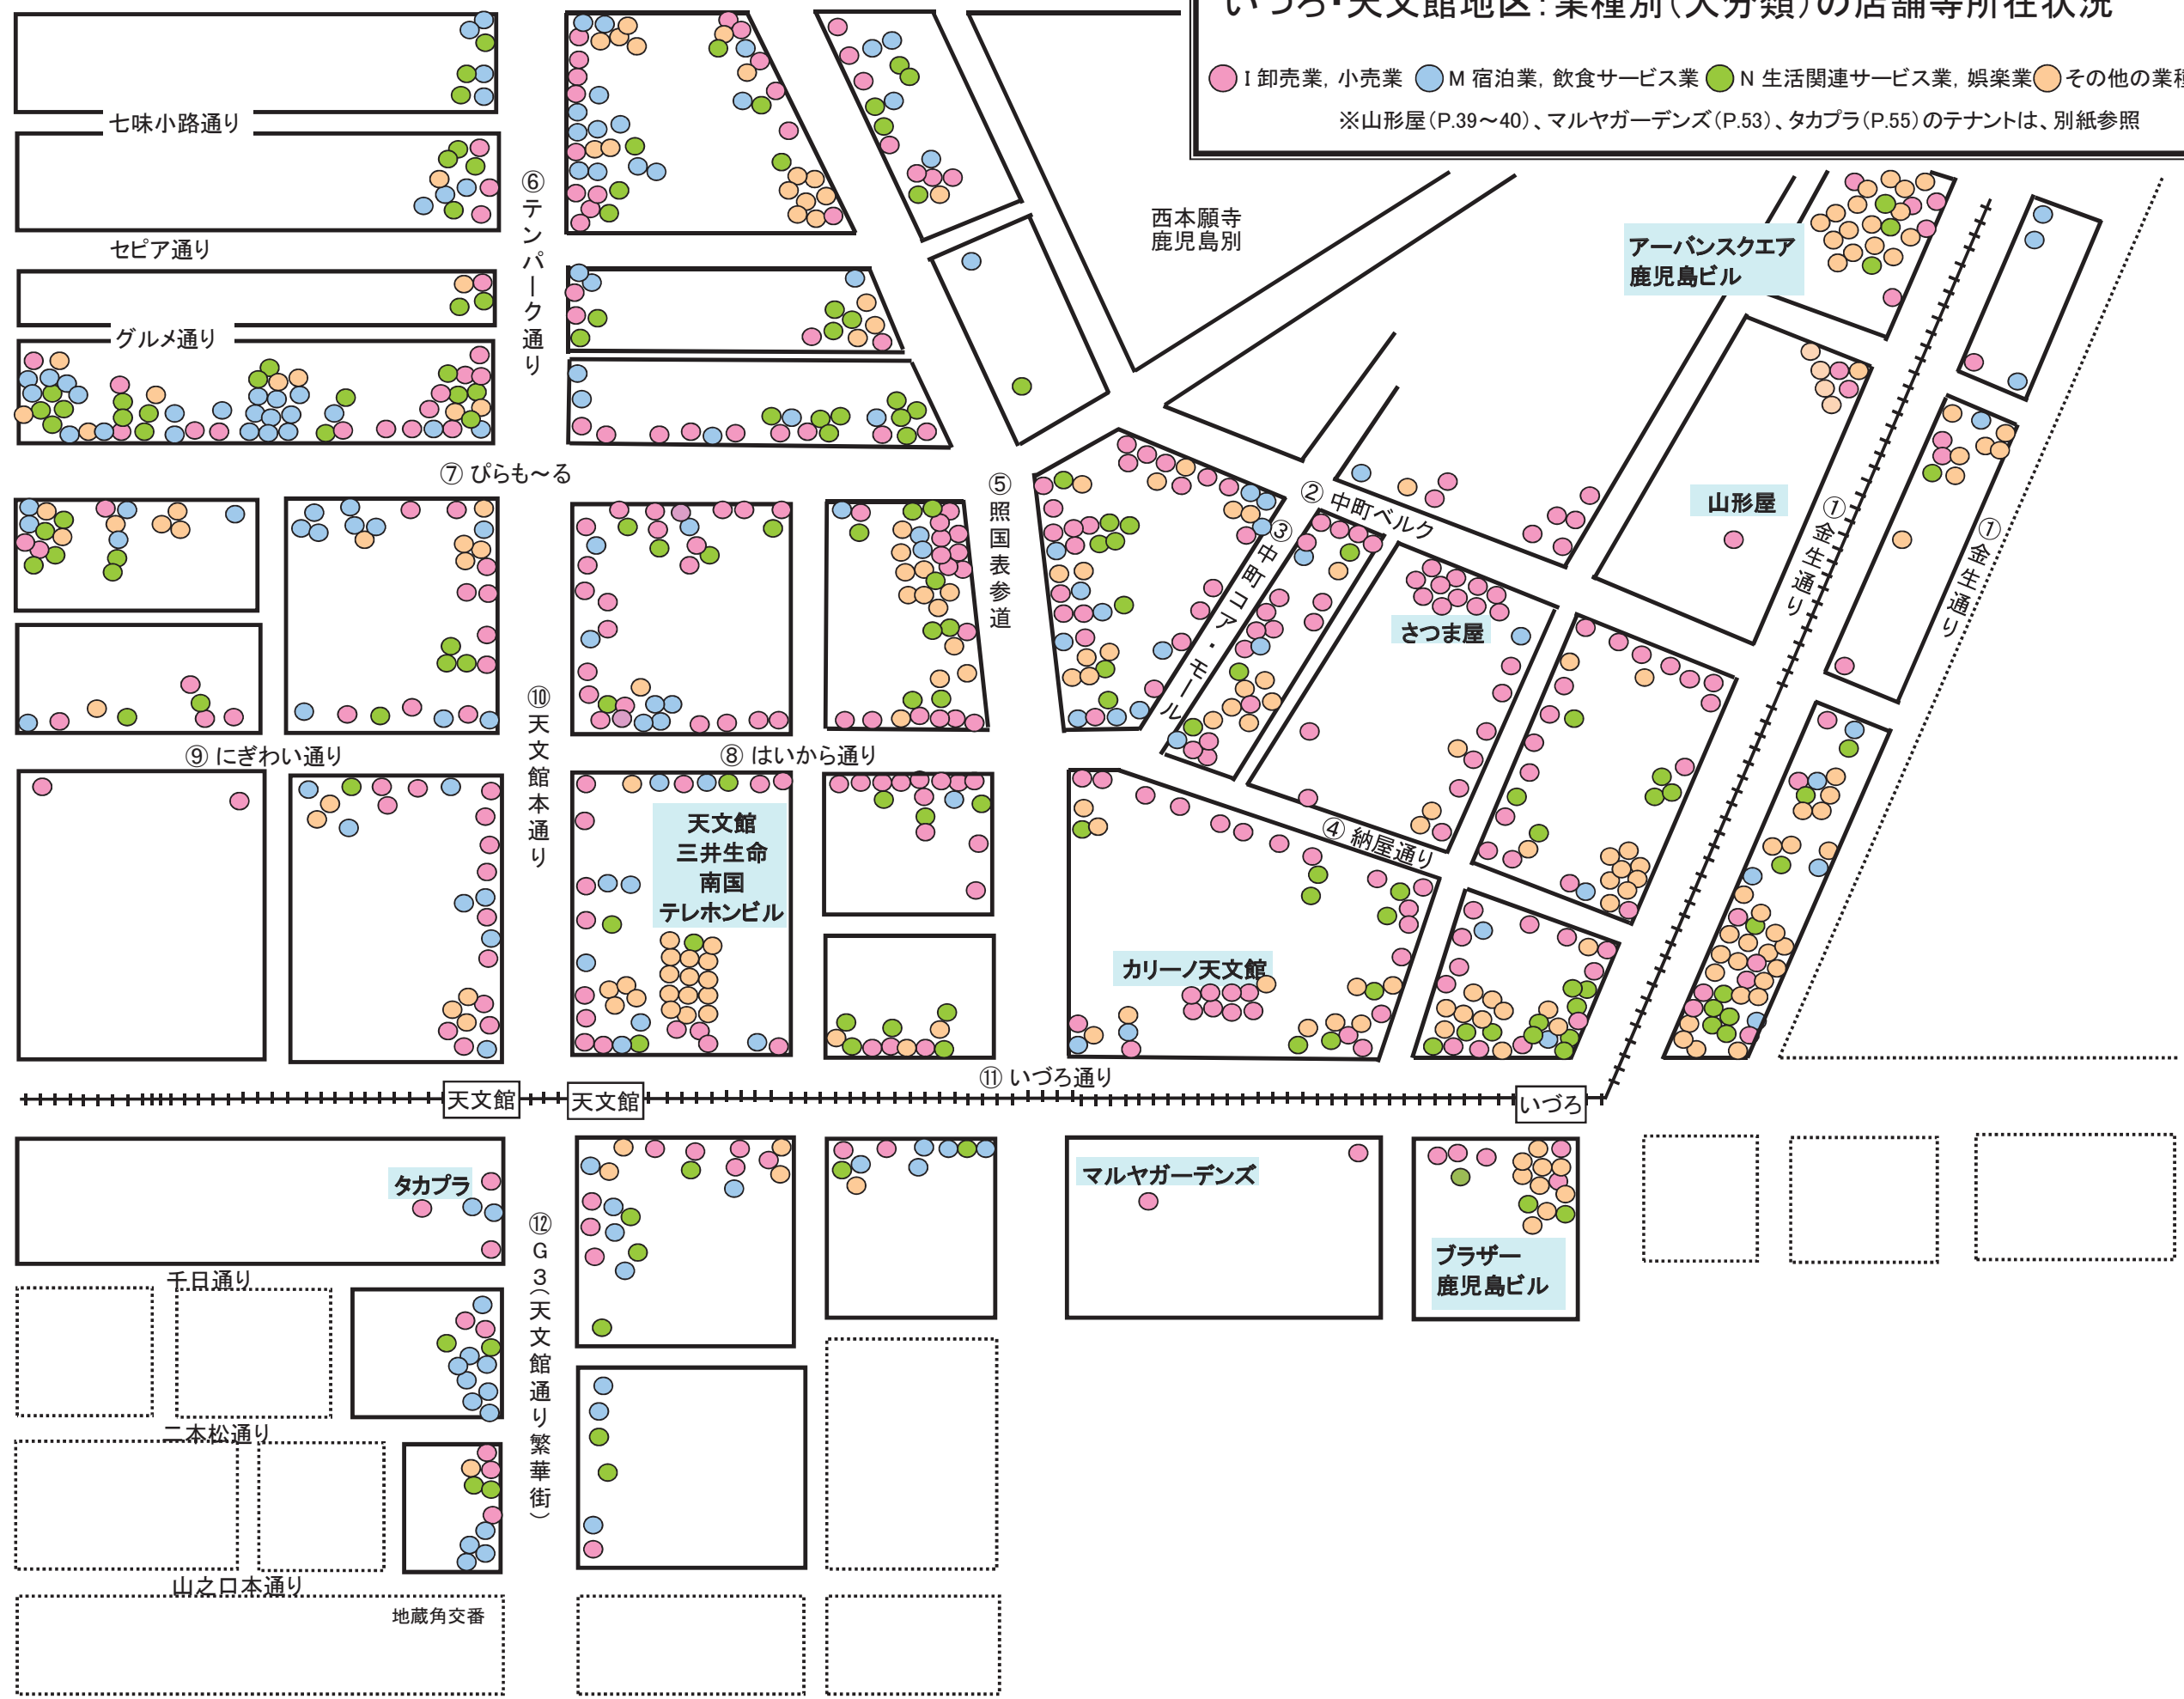 いづろ・天文館地区：業種別（大分類）の店舗等所在状況
I 卸売業，小売業
M 宿泊業，飲食サービス業
N 生活関連サービス業，娯楽業
その他の業種
※山形屋（P.39～40）、マルヤガーデンズ（P.53）、タカプラ（P.55）のテナントは、別紙参照
七味小路通り
セピア通り
グルメ通り
⑥テンパーク通り
西本願寺
鹿児島別
アーバンスクエア
鹿児島ビル
⑦ ぴらも～る
⑤照国表参道
②中町ベルク
③中町コア・モール
さつま屋
山形屋
①金生通り
①金生通り
⑩天文館本通り
⑨ にぎわい通り
⑧ はいから通り
④納屋通り
天文館
三井生命
南国
テレホンビル
カリーノ天文館
⑪ いづろ通り
天文館
天文館
いづろ
タカプラ
マルヤガーデンズ
ブラザー
鹿児島ビル
⑫G3（天文館通り繁華街）
千日通り
二本松通り
山之口本通り
地蔵角交番